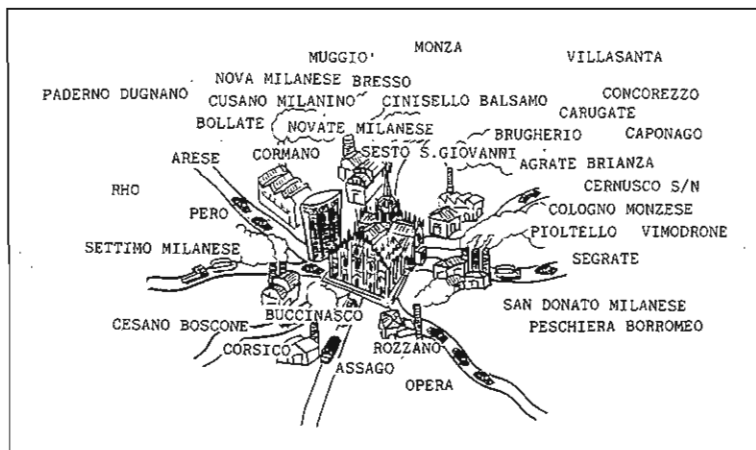 MONZA
MUGGIO' VILLASANTA
NOVA MILANESE BRESSO
PADERNO DUGNANO CONCOREZZO
CUSANO MILANINO CINISELLO BALSAMO
CARUGATE
BOLLATE NOVATE MILANESE BRUGHERIO CAPONAGO
ARESE CORMANO SESTO S.GIOVANNI
AGRATE BRIANZA
RHO CERNUSCO S/N
PERO COLOGNO MONZESE
PIOLTELLO VIMODRONE
SETTIMO MILANESE SEGRATE
SAN DONATO MILANESE
BUCCINASCO
CESANO BOSCONE PESCHIERA BORROMEO
CORSICO ROZZANO
ASSAGO
OPERA